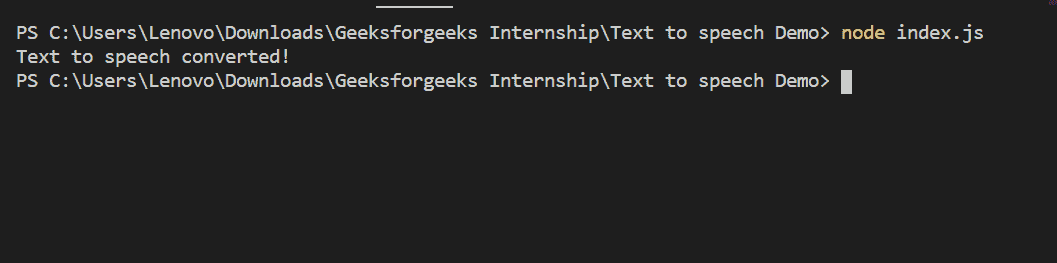 PS C:\Users\Lenovo\Downloads\Geeksforgeeks Internship\Text to speech Demo> node index.js
Text to speech converted!
PS C:\Users\Lenovo\Downloads\Geeksforgeeks Internship\Text to speech Demo>